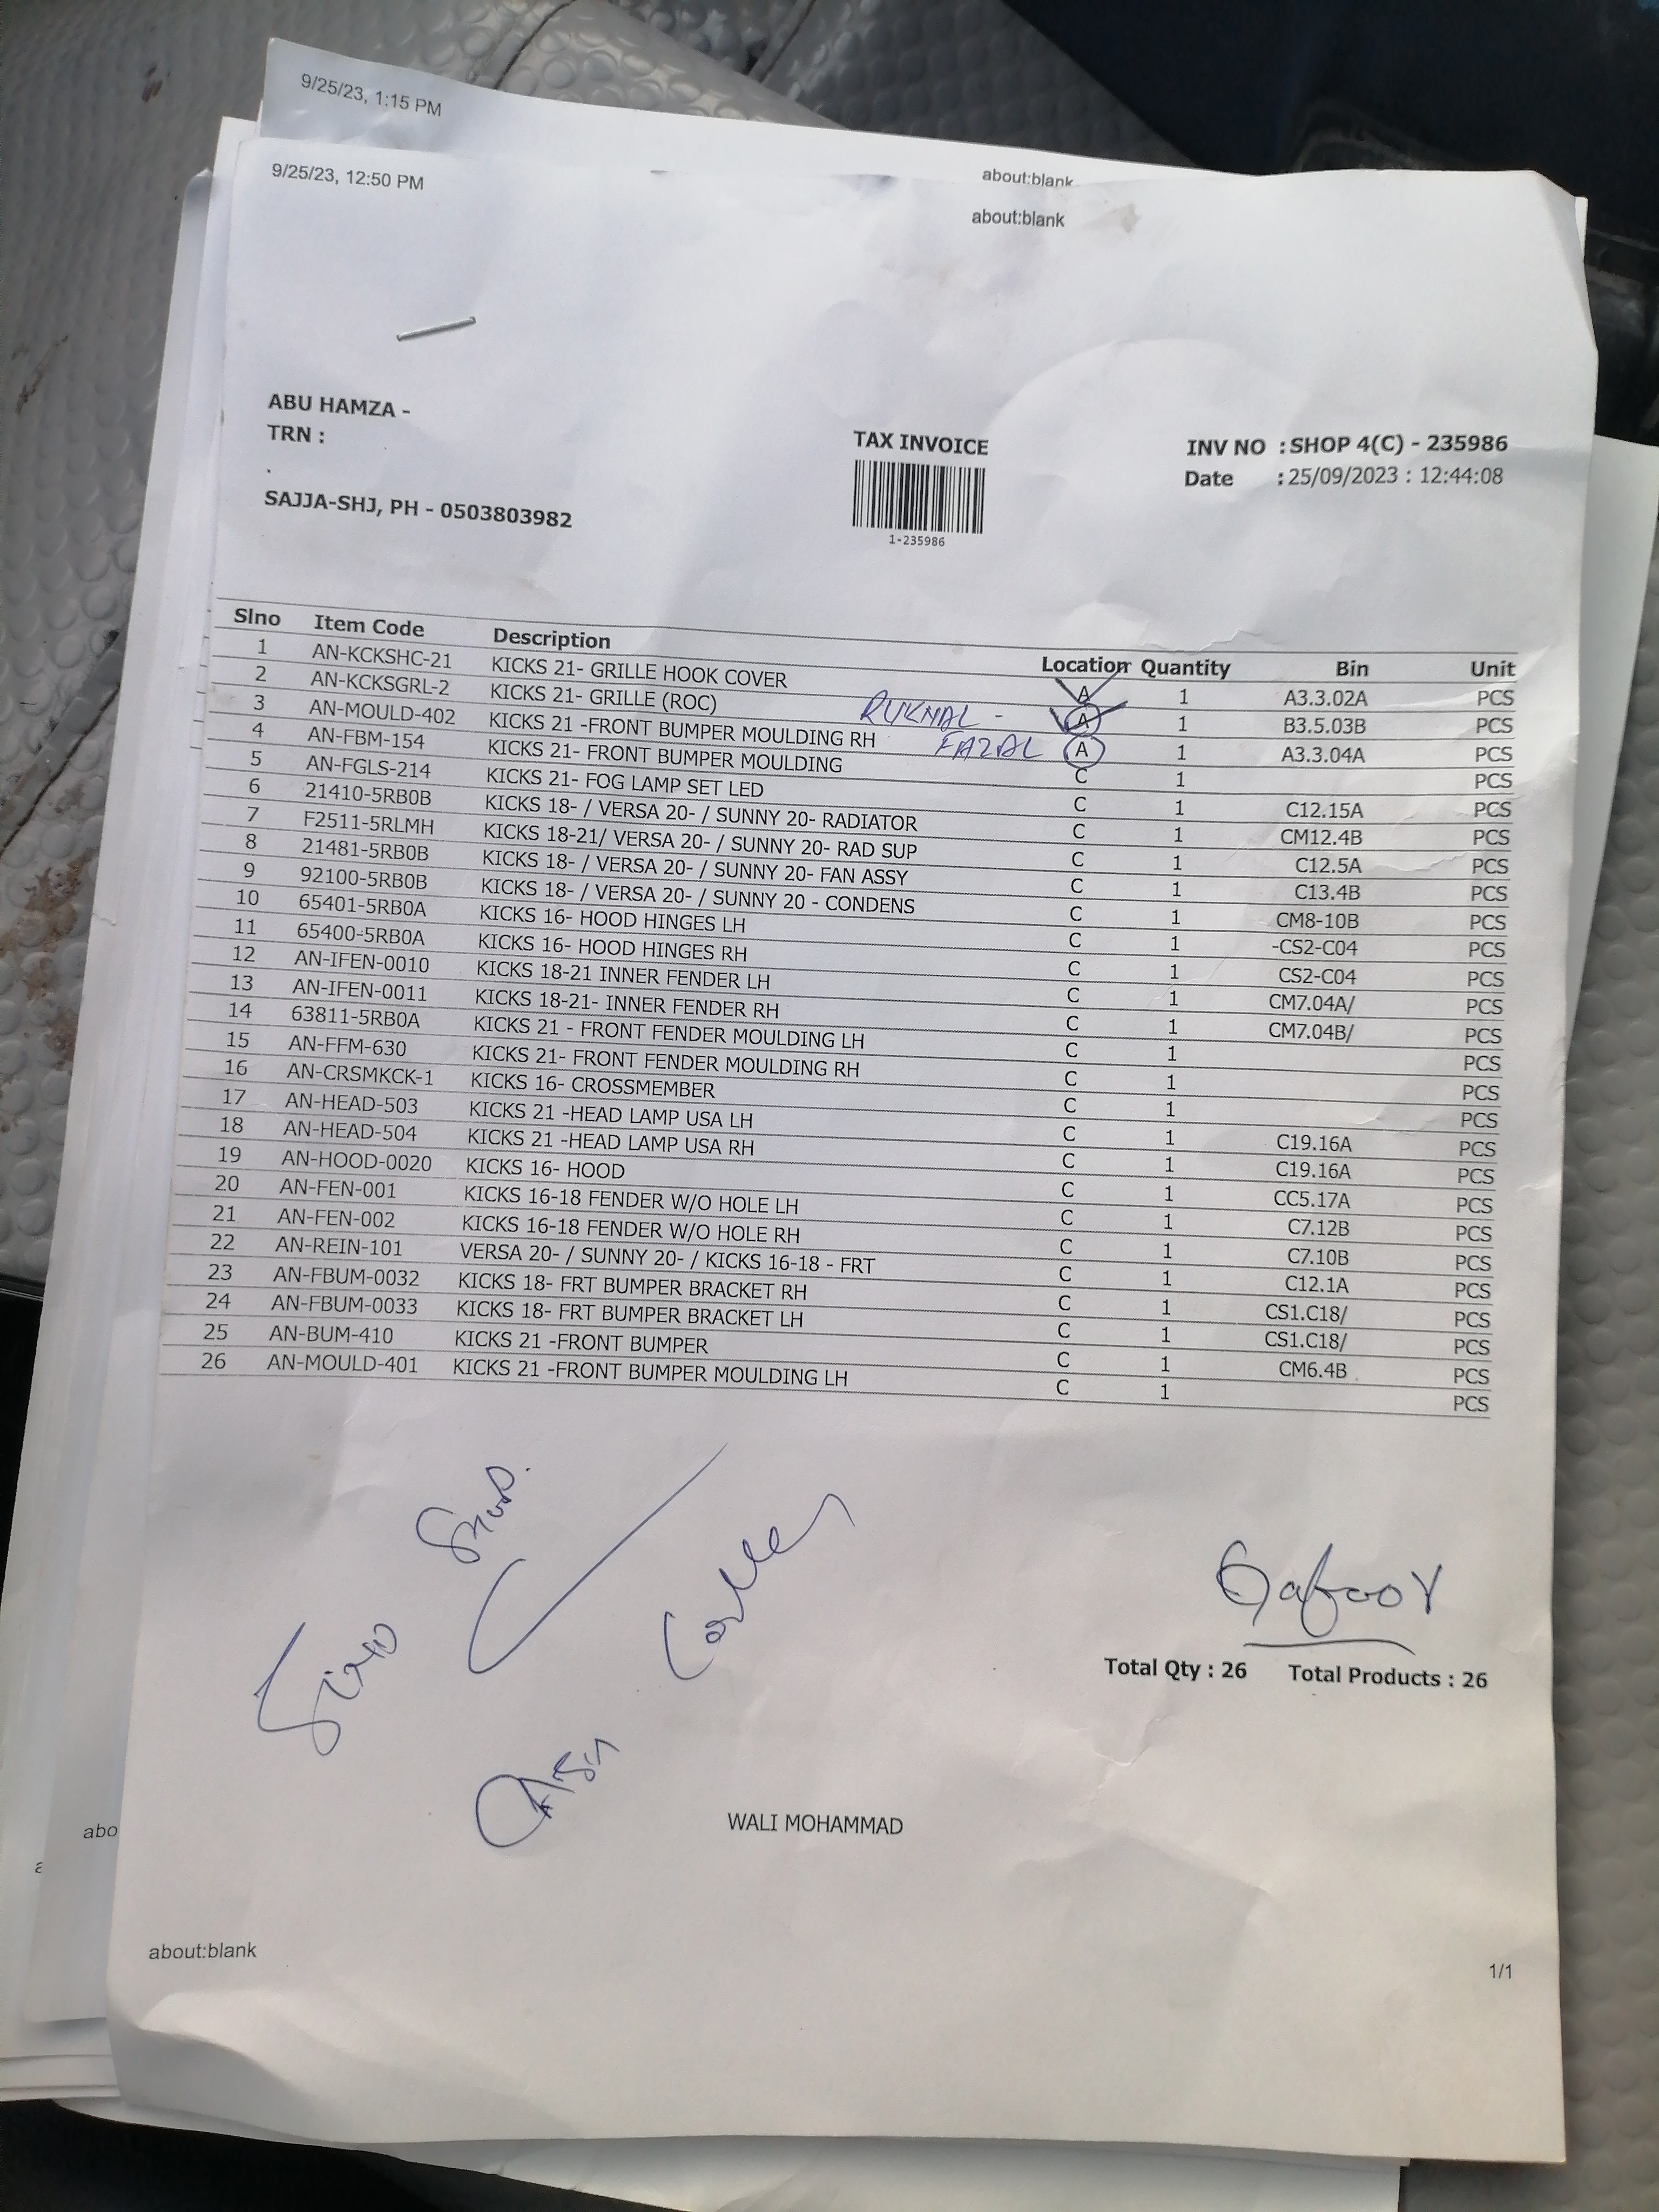 9/25/23, 1:15 PM
about:blank
9/25/23, 12:50 PM
about:blank
ABU HAMZA -
TRN :
.
SAJJA-SHJ, PH - 0503803982
TAX INVOICE
1-235986
INV NO : SHOP 4(C) - 235986
Date : 25/09/2023 : 12:44:08
Slno Item Code Description Location Quantity Bin Unit
1 AN-KCKSHC-21 KICKS 21- GRILLE HOOK COVER A 1 A3.3.02A PCS
2 AN-KCKSGRL-2 KICKS 21- GRILLE (ROC) RUKNAL - A 1 B3.5.03B PCS
3 AN-MOULD-402 KICKS 21 -FRONT BUMPER MOULDING RH FAZAL A 1 A3.3.04A PCS
4 AN-FBM-154 KICKS 21- FRONT BUMPER MOULDING C 1 PCS
5 AN-FGLS-214 KICKS 21- FOG LAMP SET LED C 1 C12.15A PCS
6 21410-5RB0B KICKS 18- / VERSA 20- / SUNNY 20- RADIATOR C 1 CM12.4B PCS
7 F2511-5RLMH KICKS 18-21/ VERSA 20- / SUNNY 20- RAD SUP C 1 C12.5A PCS
8 21481-5RB0B KICKS 18- / VERSA 20- / SUNNY 20- FAN ASSY C 1 C13.4B PCS
9 92100-5RB0B KICKS 18- / VERSA 20- / SUNNY 20 - CONDENS C 1 CM8-10B PCS
10 65401-5RB0A KICKS 16- HOOD HINGES LH C 1 -CS2-C04 PCS
11 65400-5RB0A KICKS 16- HOOD HINGES RH C 1 CS2-C04 PCS
12 AN-IFEN-0010 KICKS 18-21 INNER FENDER LH C 1 CM7.04A/ PCS
13 AN-IFEN-0011 KICKS 18-21- INNER FENDER RH C 1 CM7.04B/ PCS
14 63811-5RB0A KICKS 21 - FRONT FENDER MOULDING LH C 1 PCS
15 AN-FFM-630 KICKS 21- FRONT FENDER MOULDING RH C 1 PCS
16 AN-CRSMKCK-1 KICKS 16- CROSSMEMBER C 1 PCS
17 AN-HEAD-503 KICKS 21 -HEAD LAMP USA LH C 1 C19.16A PCS
18 AN-HEAD-504 KICKS 21 -HEAD LAMP USA RH C 1 C19.16A PCS
19 AN-HOOD-0020 KICKS 16- HOOD C 1 CC5.17A PCS
20 AN-FEN-001 KICKS 16-18 FENDER W/O HOLE LH C 1 C7.12B PCS
21 AN-FEN-002 KICKS 16-18 FENDER W/O HOLE RH C 1 C7.10B PCS
22 AN-REIN-101 VERSA 20- / SUNNY 20- / KICKS 16-18 - FRT C 1 C12.1A PCS
23 AN-FBUM-0032 KICKS 18- FRT BUMPER BRACKET RH C 1 CS1.C18/ PCS
24 AN-FBUM-0033 KICKS 18- FRT BUMPER BRACKET LH C 1 CS1.C18/ PCS
25 AN-BUM-410 KICKS 21 -FRONT BUMPER C 1 CM6.4B PCS
26 AN-MOULD-401 KICKS 21 -FRONT BUMPER MOULDING LH C 1 PCS
Gafoor
Total Qty : 26 Total Products : 26
WALI MOHAMMAD
abo
about:blank
1/1